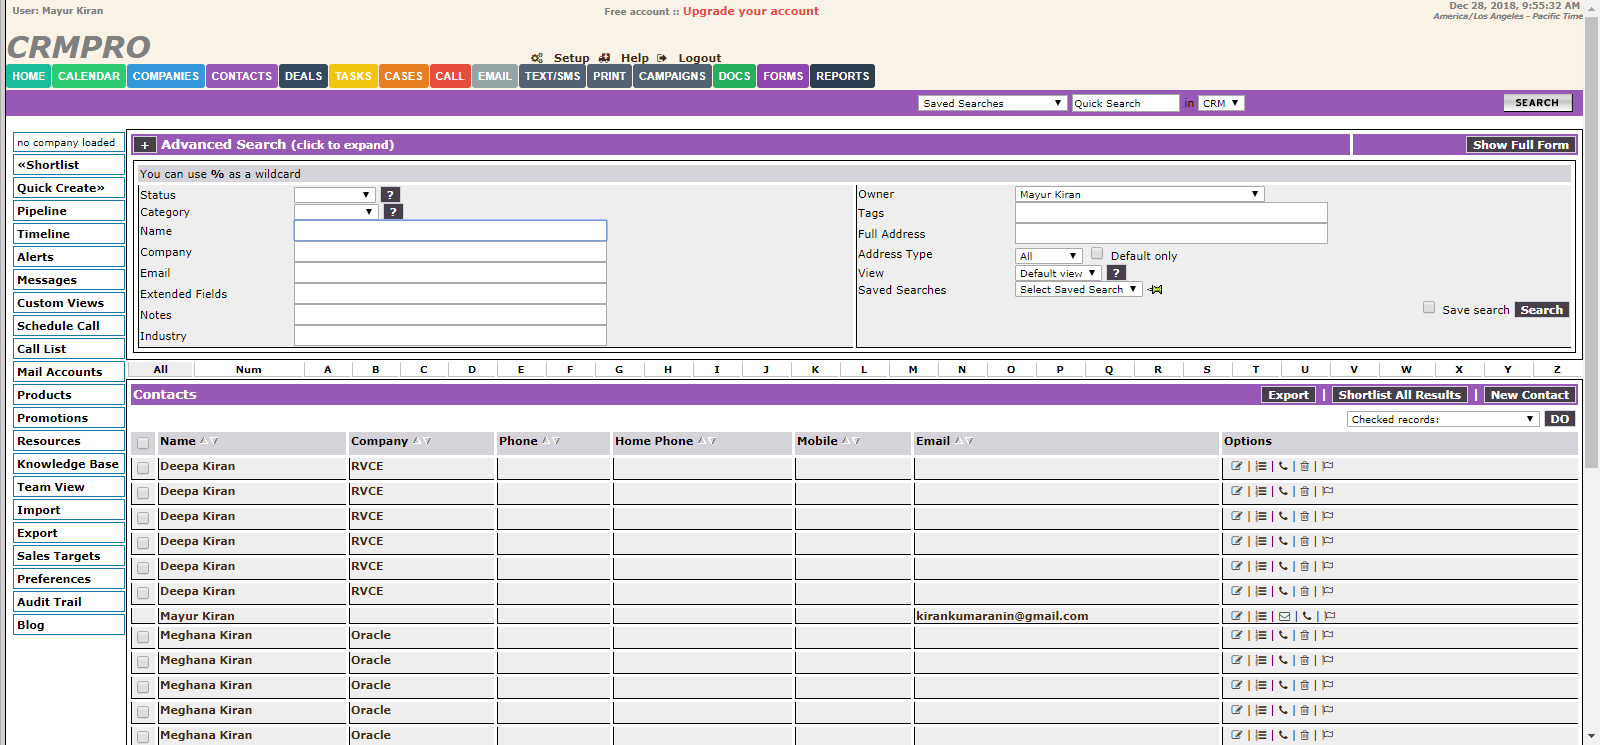 User: Mayur Kiran
Free account :: Upgrade your account
Dec 28, 2018, 9:55:32 AM
America/Los Angeles - Pacific Time
CRMPRO
Setup Help Logout
HOME CALENDAR COMPANIES CONTACTS DEALS TASKS CASES CALL EMAIL TEXT/SMS PRINT CAMPAIGNS DOCS FORMS REPORTS
Saved Searches Quick Search in CRM SEARCH
no company loaded
«Shortlist
Quick Create»
Pipeline
Timeline
Alerts
Messages
Custom Views
Schedule Call
Call List
Mail Accounts
Products
Promotions
Resources
Knowledge Base
Team View
Import
Export
Sales Targets
Preferences
Audit Trail
Blog
+ Advanced Search (click to expand) Show Full Form
You can use % as a wildcard
Status ?
Category ?
Name
Company
Email
Extended Fields
Notes
Industry
Owner Mayur Kiran
Tags
Full Address
Address Type All Default only
View Default view ?
Saved Searches Select Saved Search
Save search Search
All Num A B C D E F G H I J K L M N O P Q R S T U V W X Y Z
Contacts Export | Shortlist All Results | New Contact
Checked records: DO
Name Company Phone Home Phone Mobile Email Options
Deepa Kiran RVCE
Deepa Kiran RVCE
Deepa Kiran RVCE
Deepa Kiran RVCE
Deepa Kiran RVCE
Deepa Kiran RVCE
Mayur Kiran kirankumaranin@gmail.com
Meghana Kiran Oracle
Meghana Kiran Oracle
Meghana Kiran Oracle
Meghana Kiran Oracle
Meghana Kiran Oracle